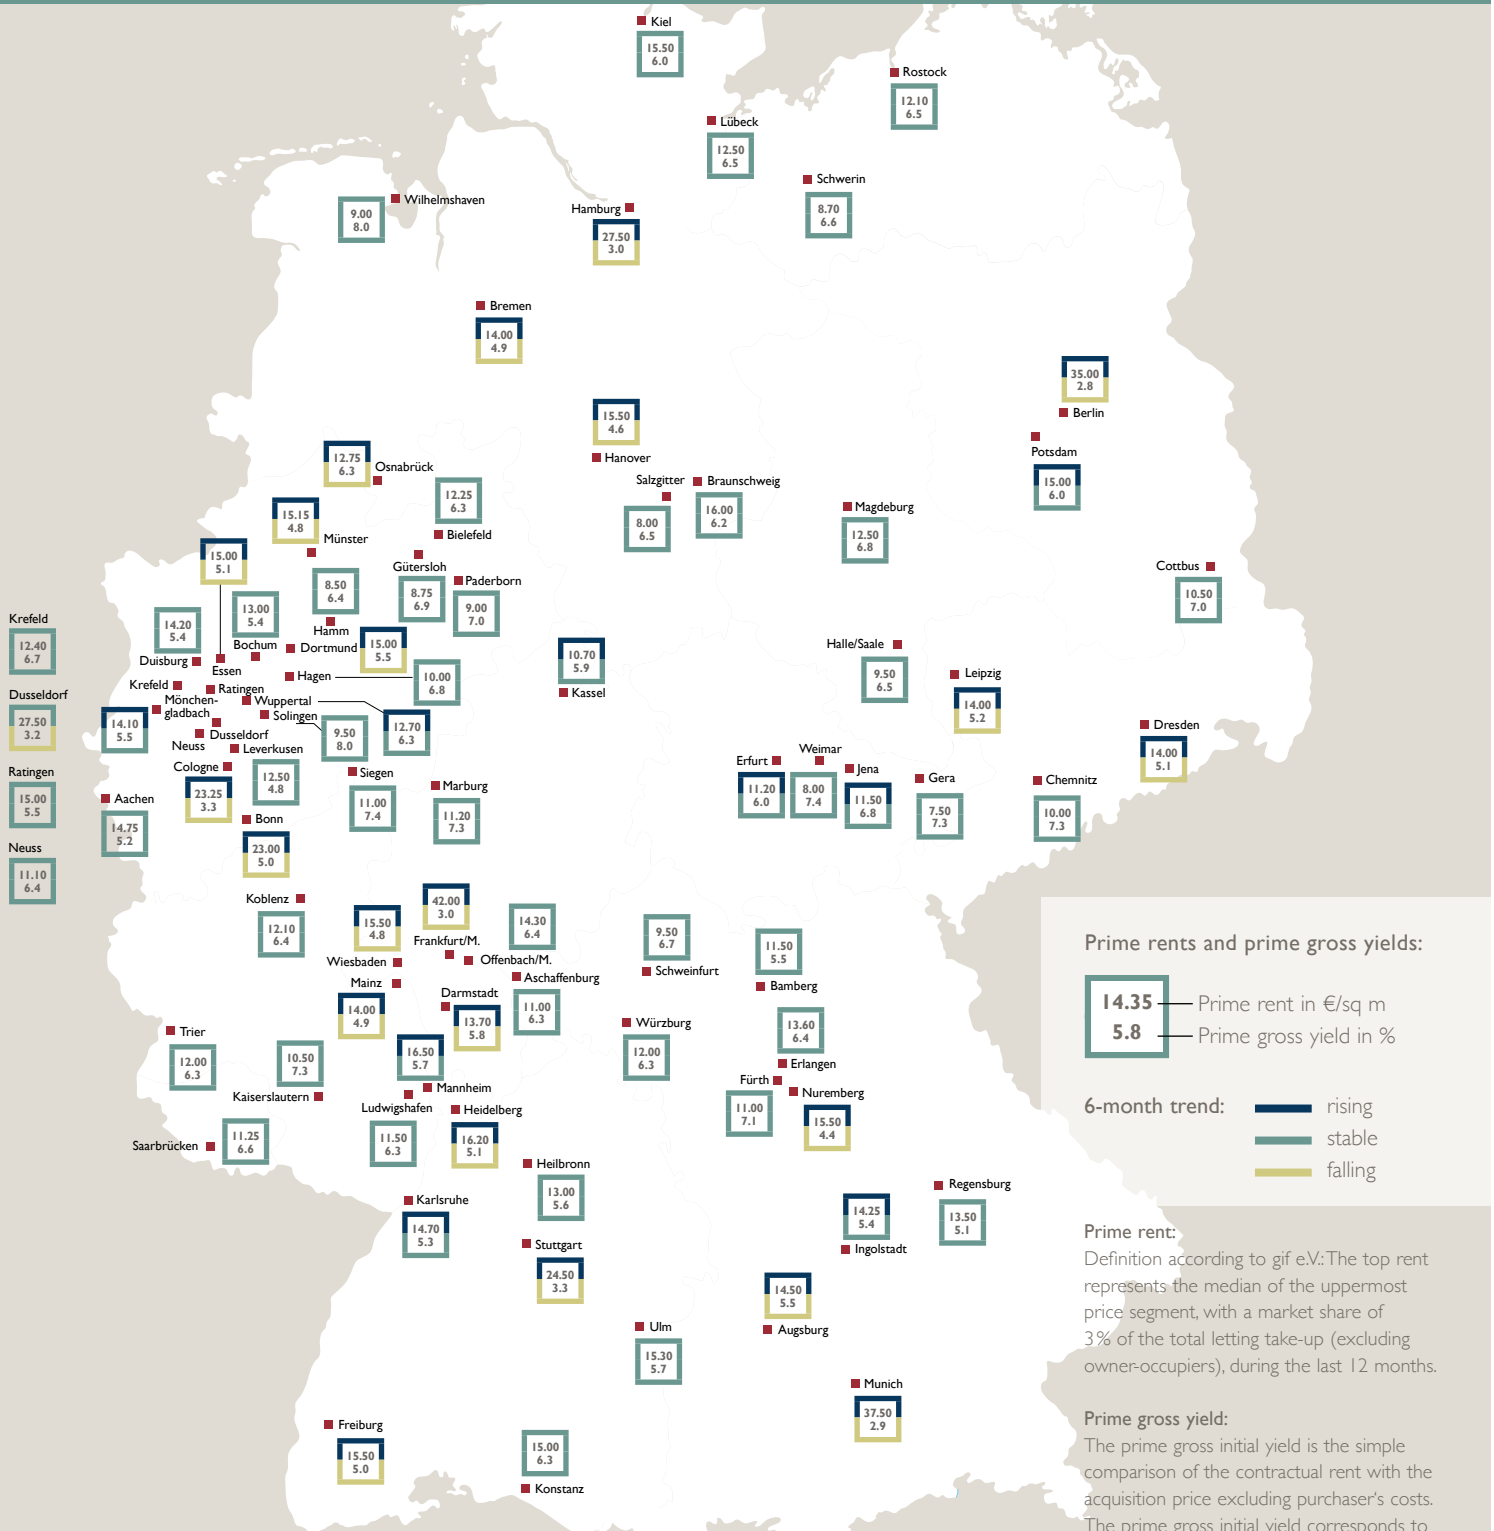 Kiel
15.50
6.0
Rostock
12.10
6.5
Lübeck
12.50
6.5
Schwerin
8.70
6.6
Wilhelmshaven
9.00
8.0
Hamburg
27.50
3.0
Bremen
14.00
4.9
35.00
2.8
Berlin
15.50
4.6
Hanover
Potsdam
15.00
6.0
12.75
6.3
Osnabrück
12.25
6.3
Bielefeld
Salzgitter
8.00
6.5
Braunschweig
16.00
6.2
Magdeburg
12.50
6.8
15.15
4.8
Münster
15.00
5.1
Essen
Gütersloh
8.75
6.9
Paderborn
9.00
7.0
Cottbus
10.50
7.0
8.50
6.4
Hamm
13.00
5.4
Bochum
14.20
5.4
Duisburg
Dortmund
15.00
5.5
Hagen
10.00
6.8
10.70
5.9
Kassel
Halle/Saale
9.50
6.5
Leipzig
14.00
5.2
Dresden
14.00
5.1
Krefeld
12.40
6.7
Dusseldorf
27.50
3.2
Ratingen
15.00
5.5
Neuss
11.10
6.4
Krefeld
Ratingen
Mönchen-
gladbach
14.10
5.5
Wuppertal
12.70
6.3
Solingen
9.50
8.0
Dusseldorf
Neuss
Leverkusen
12.50
4.8
Cologne
23.25
3.3
Siegen
11.00
7.4
Marburg
11.20
7.3
Aachen
14.75
5.2
Bonn
23.00
5.0
Erfurt
11.20
6.0
Weimar
8.00
7.4
Jena
11.50
6.8
Gera
7.50
7.3
Chemnitz
10.00
7.3
Koblenz
12.10
6.4
15.50
4.8
Wiesbaden
42.00
3.0
Frankfurt/M.
14.30
6.4
Offenbach/M.
9.50
6.7
Schweinfurt
11.50
5.5
Bamberg
Mainz
14.00
4.9
Darmstadt
13.70
5.8
Aschaffenburg
11.00
6.3
Würzburg
12.00
6.3
13.60
6.4
Erlangen
Trier
12.00
6.3
10.50
7.3
Kaiserslautern
16.50
5.7
Mannheim
Ludwigshafen
11.50
6.3
Heidelberg
16.20
5.1
Fürth
11.00
7.1
Nuremberg
15.50
4.4
Saarbrücken
11.25
6.6
Heilbronn
13.00
5.6
Karlsruhe
14.70
5.3
Stuttgart
24.50
3.3
14.25
5.4
Ingolstadt
Regensburg
13.50
5.1
14.50
5.5
Augsburg
Ulm
15.30
5.7
Munich
37.50
2.9
Freiburg
15.50
5.0
15.00
6.3
Konstanz
Prime rents and prime gross yields:
14.35 Prime rent in €/sq m
5.8 Prime gross yield in %
6-month trend: rising
stable
falling
Prime rent:
Definition according to gif e.V.: The top rent
represents the median of the uppermost
price segment, with a market share of
3% of the total letting take-up (excluding
owner-occupiers), during the last 12 months.
Prime gross yield:
The prime gross initial yield is the simple
comparison of the contractual rent with the
acquisition price excluding purchaser's costs.
The prime gross initial yield corresponds to